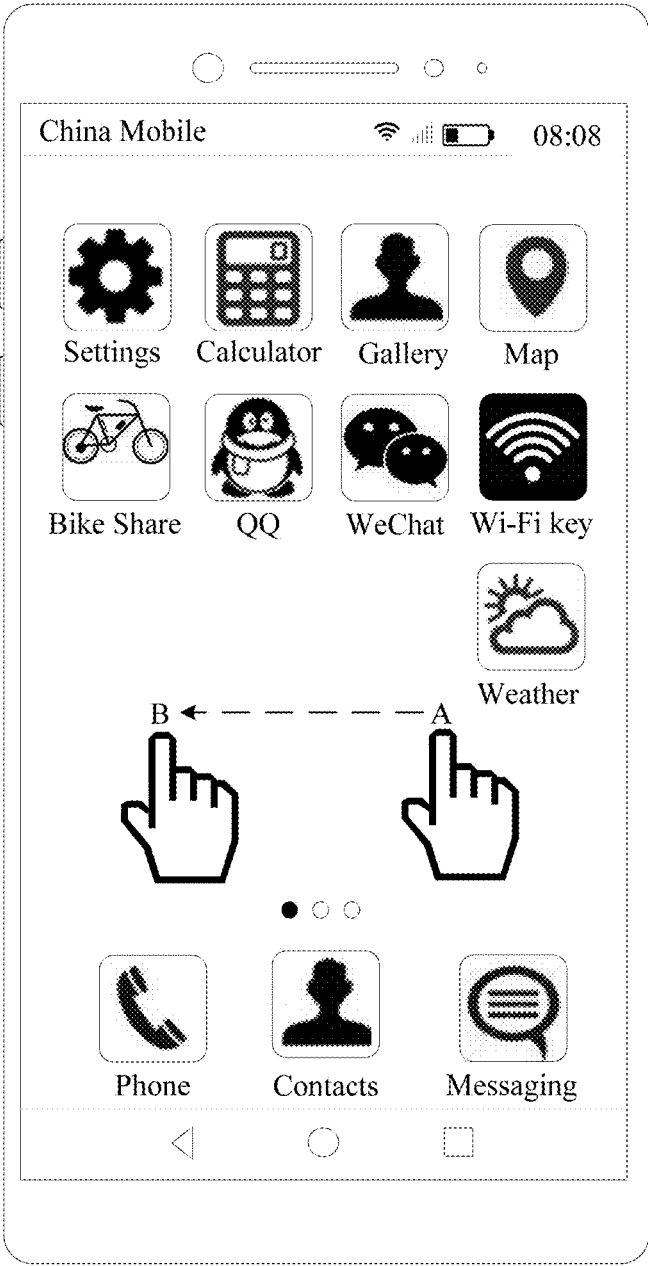 China Mobile 08:08
Settings Calculator Gallery Map
Bike Share QQ WeChat Wi-Fi key
Weather
B A
Phone Contacts Messaging